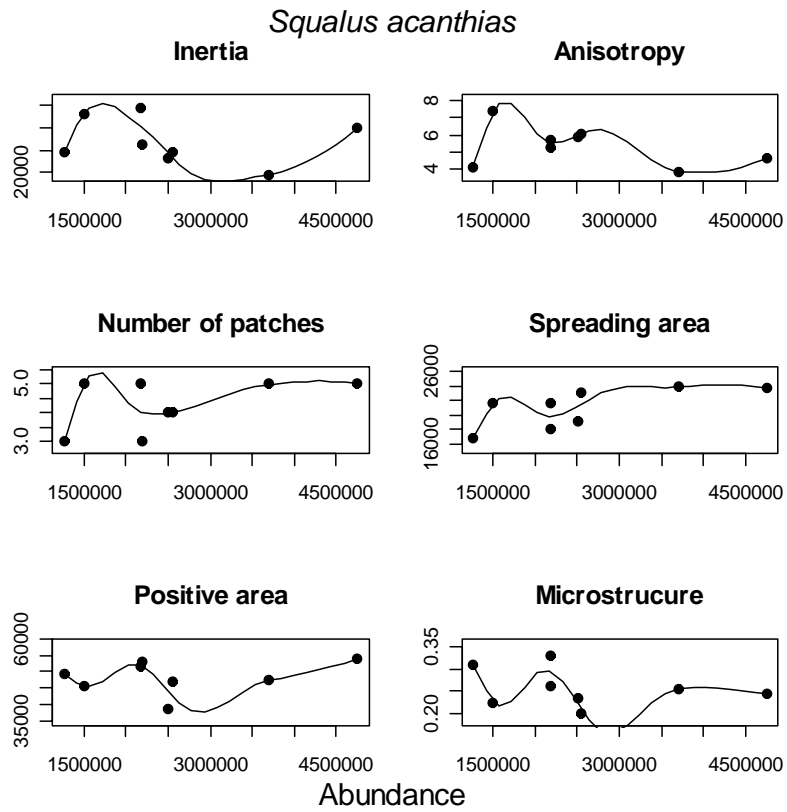 Squalus acanthias
Inertia
Anisotropy
20000
1500000 3000000 4500000
4 6 8
1500000 3000000 4500000
Number of patches
Spreading area
3.0 5.0
1500000 3000000 4500000
16000 26000
1500000 3000000 4500000
Positive area
Microstrucure
35000 60000
1500000 3000000 4500000
0.20 0.35
1500000 3000000 4500000
Abundance